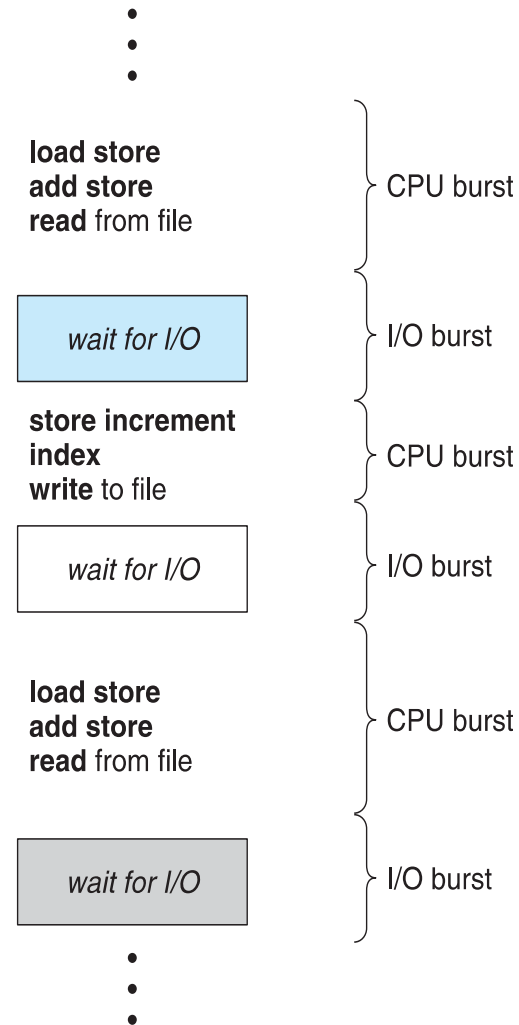 load store
add store
read from file
CPU burst
wait for I/O
I/O burst
store increment
index
write to file
CPU burst
wait for I/O
I/O burst
load store
add store
read from file
CPU burst
wait for I/O
I/O burst